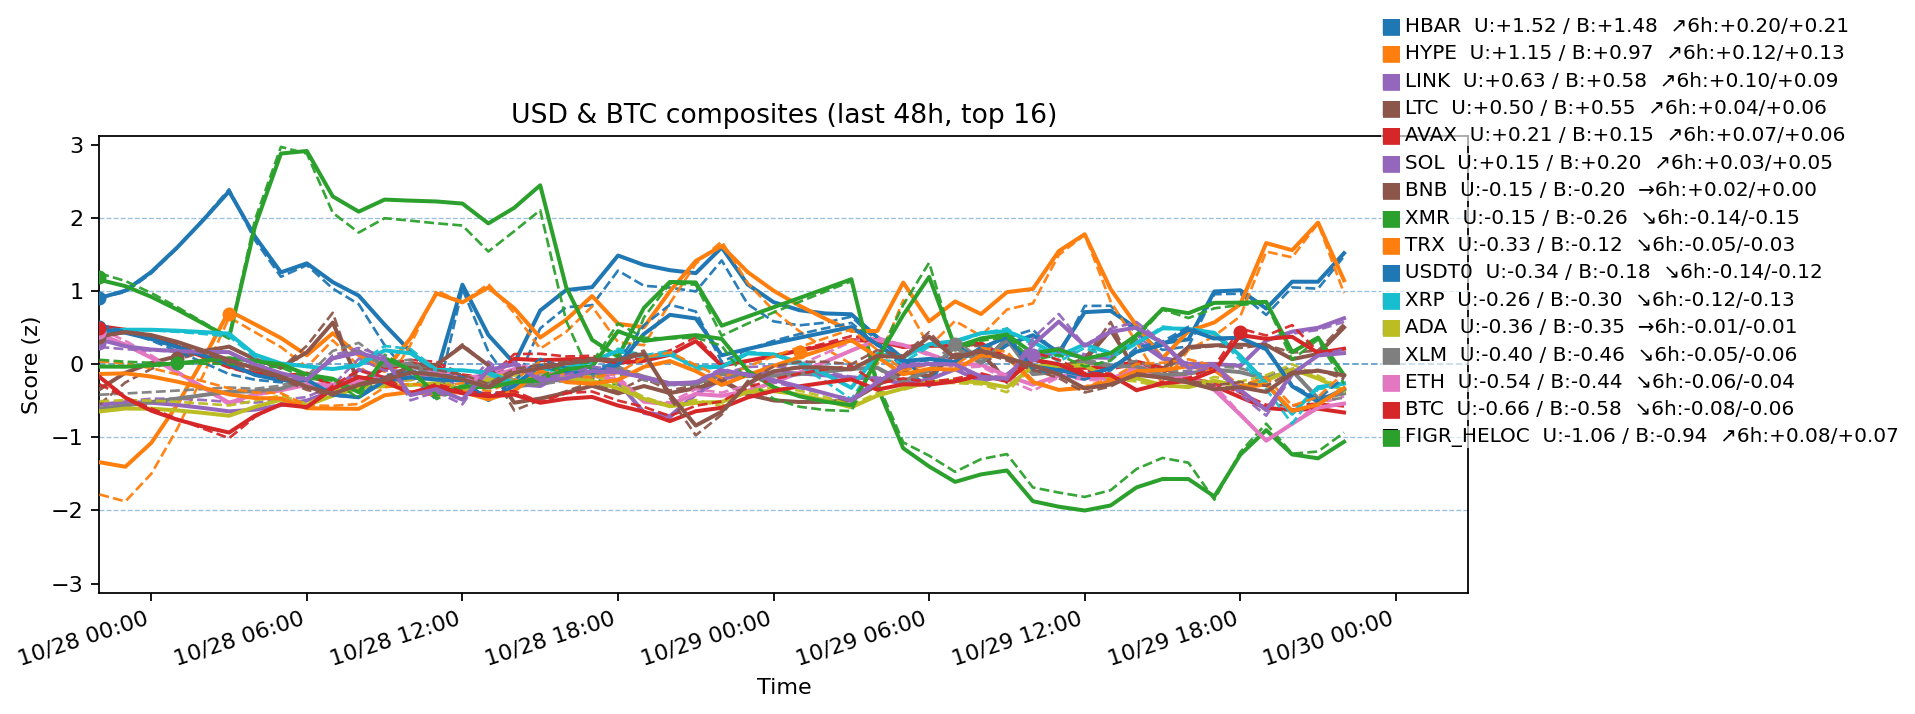 HBAR U:+1.52 / B:+1.48 ↗6h:+0.20/+0.21
HYPE U:+1.15 / B:+0.97 ↗6h:+0.12/+0.13
LINK U:+0.63 / B:+0.58 ↗6h:+0.10/+0.09
LTC U:+0.50 / B:+0.55 ↗6h:+0.04/+0.06
AVAX U:+0.21 / B:+0.15 ↗6h:+0.07/+0.06
SOL U:+0.15 / B:+0.20 ↗6h:+0.03/+0.05
BNB U:-0.15 / B:-0.20 →6h:+0.02/+0.00
XMR U:-0.15 / B:-0.26 ↘6h:-0.14/-0.15
TRX U:-0.33 / B:-0.12 ↘6h:-0.05/-0.03
USDT0 U:-0.34 / B:-0.18 ↘6h:-0.14/-0.12
XRP U:-0.26 / B:-0.30 ↘6h:-0.12/-0.13
ADA U:-0.36 / B:-0.35 →6h:-0.01/-0.01
XLM U:-0.40 / B:-0.46 ↘6h:-0.05/-0.06
ETH U:-0.54 / B:-0.44 ↘6h:-0.06/-0.04
BTC U:-0.66 / B:-0.58 ↘6h:-0.08/-0.06
FIGR_HELOC U:-1.06 / B:-0.94 ↗6h:+0.08/+0.07
USD & BTC composites (last 48h, top 16)
3
2
1
0
−1
−2
−3
Score (z)
10/28 00:00
10/28 06:00
10/28 12:00
10/28 18:00
10/29 00:00
10/29 06:00
10/29 12:00
10/29 18:00
10/30 00:00
Time